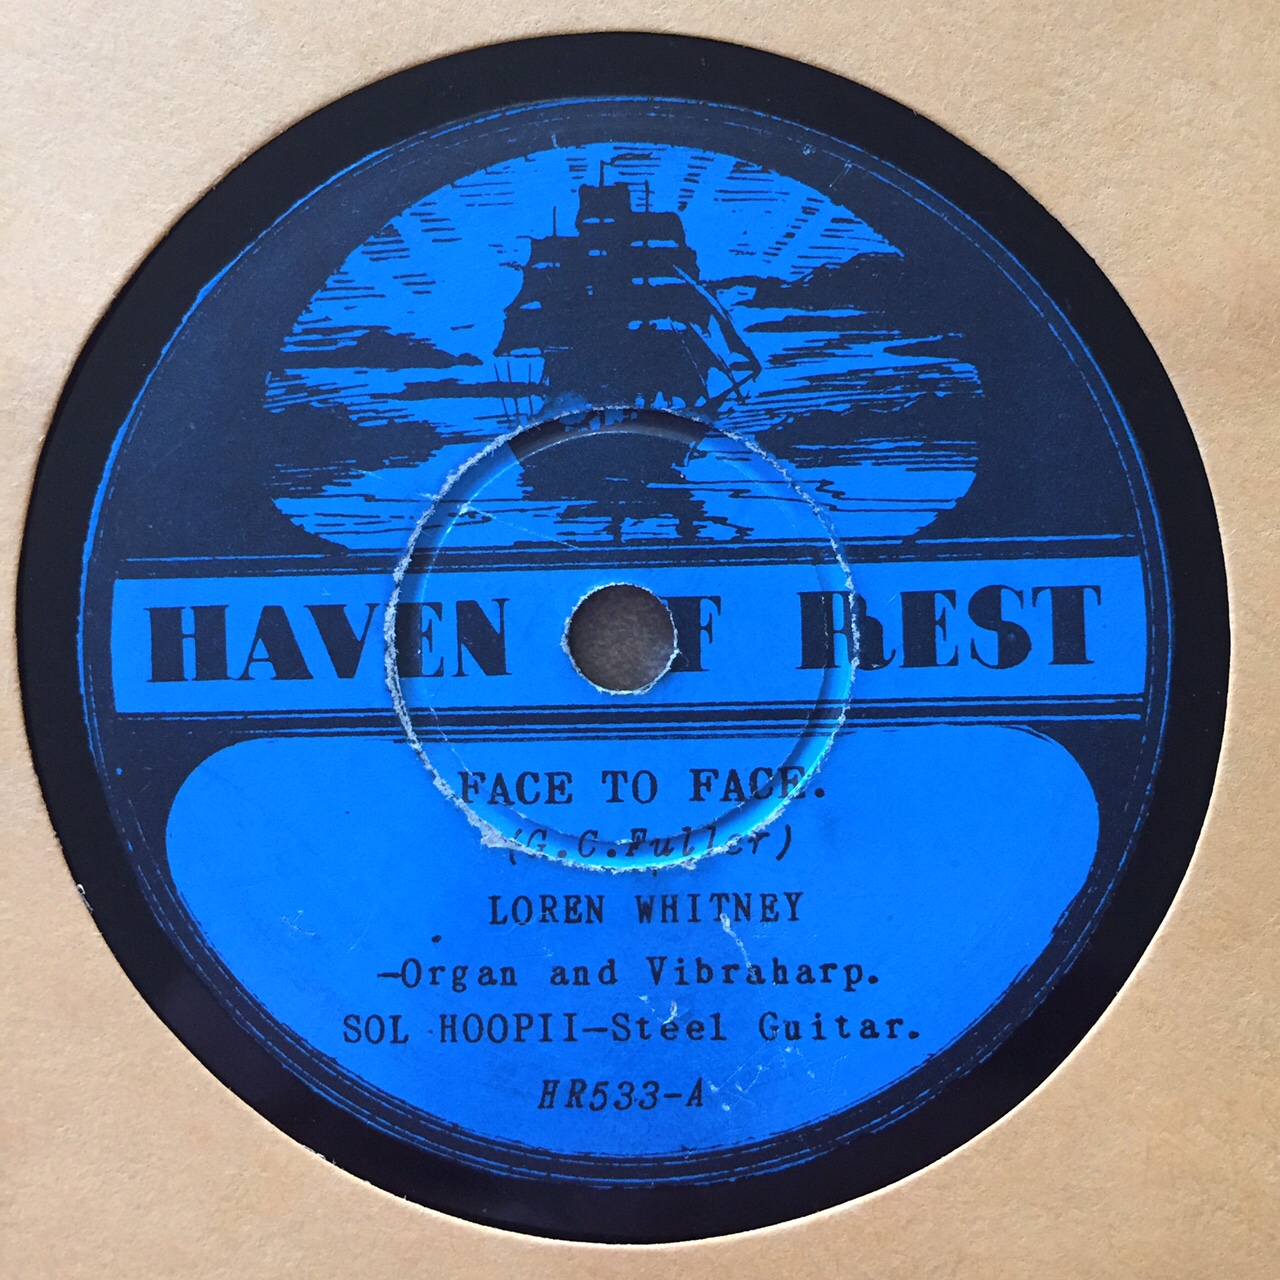 HAVEN OF REST
FACE TO FACE.
(G.C.Fuller)
LOREN WHITNEY
—Organ and Vibraharp.
SOL HOOPII—Steel Guitar.
HR533-A